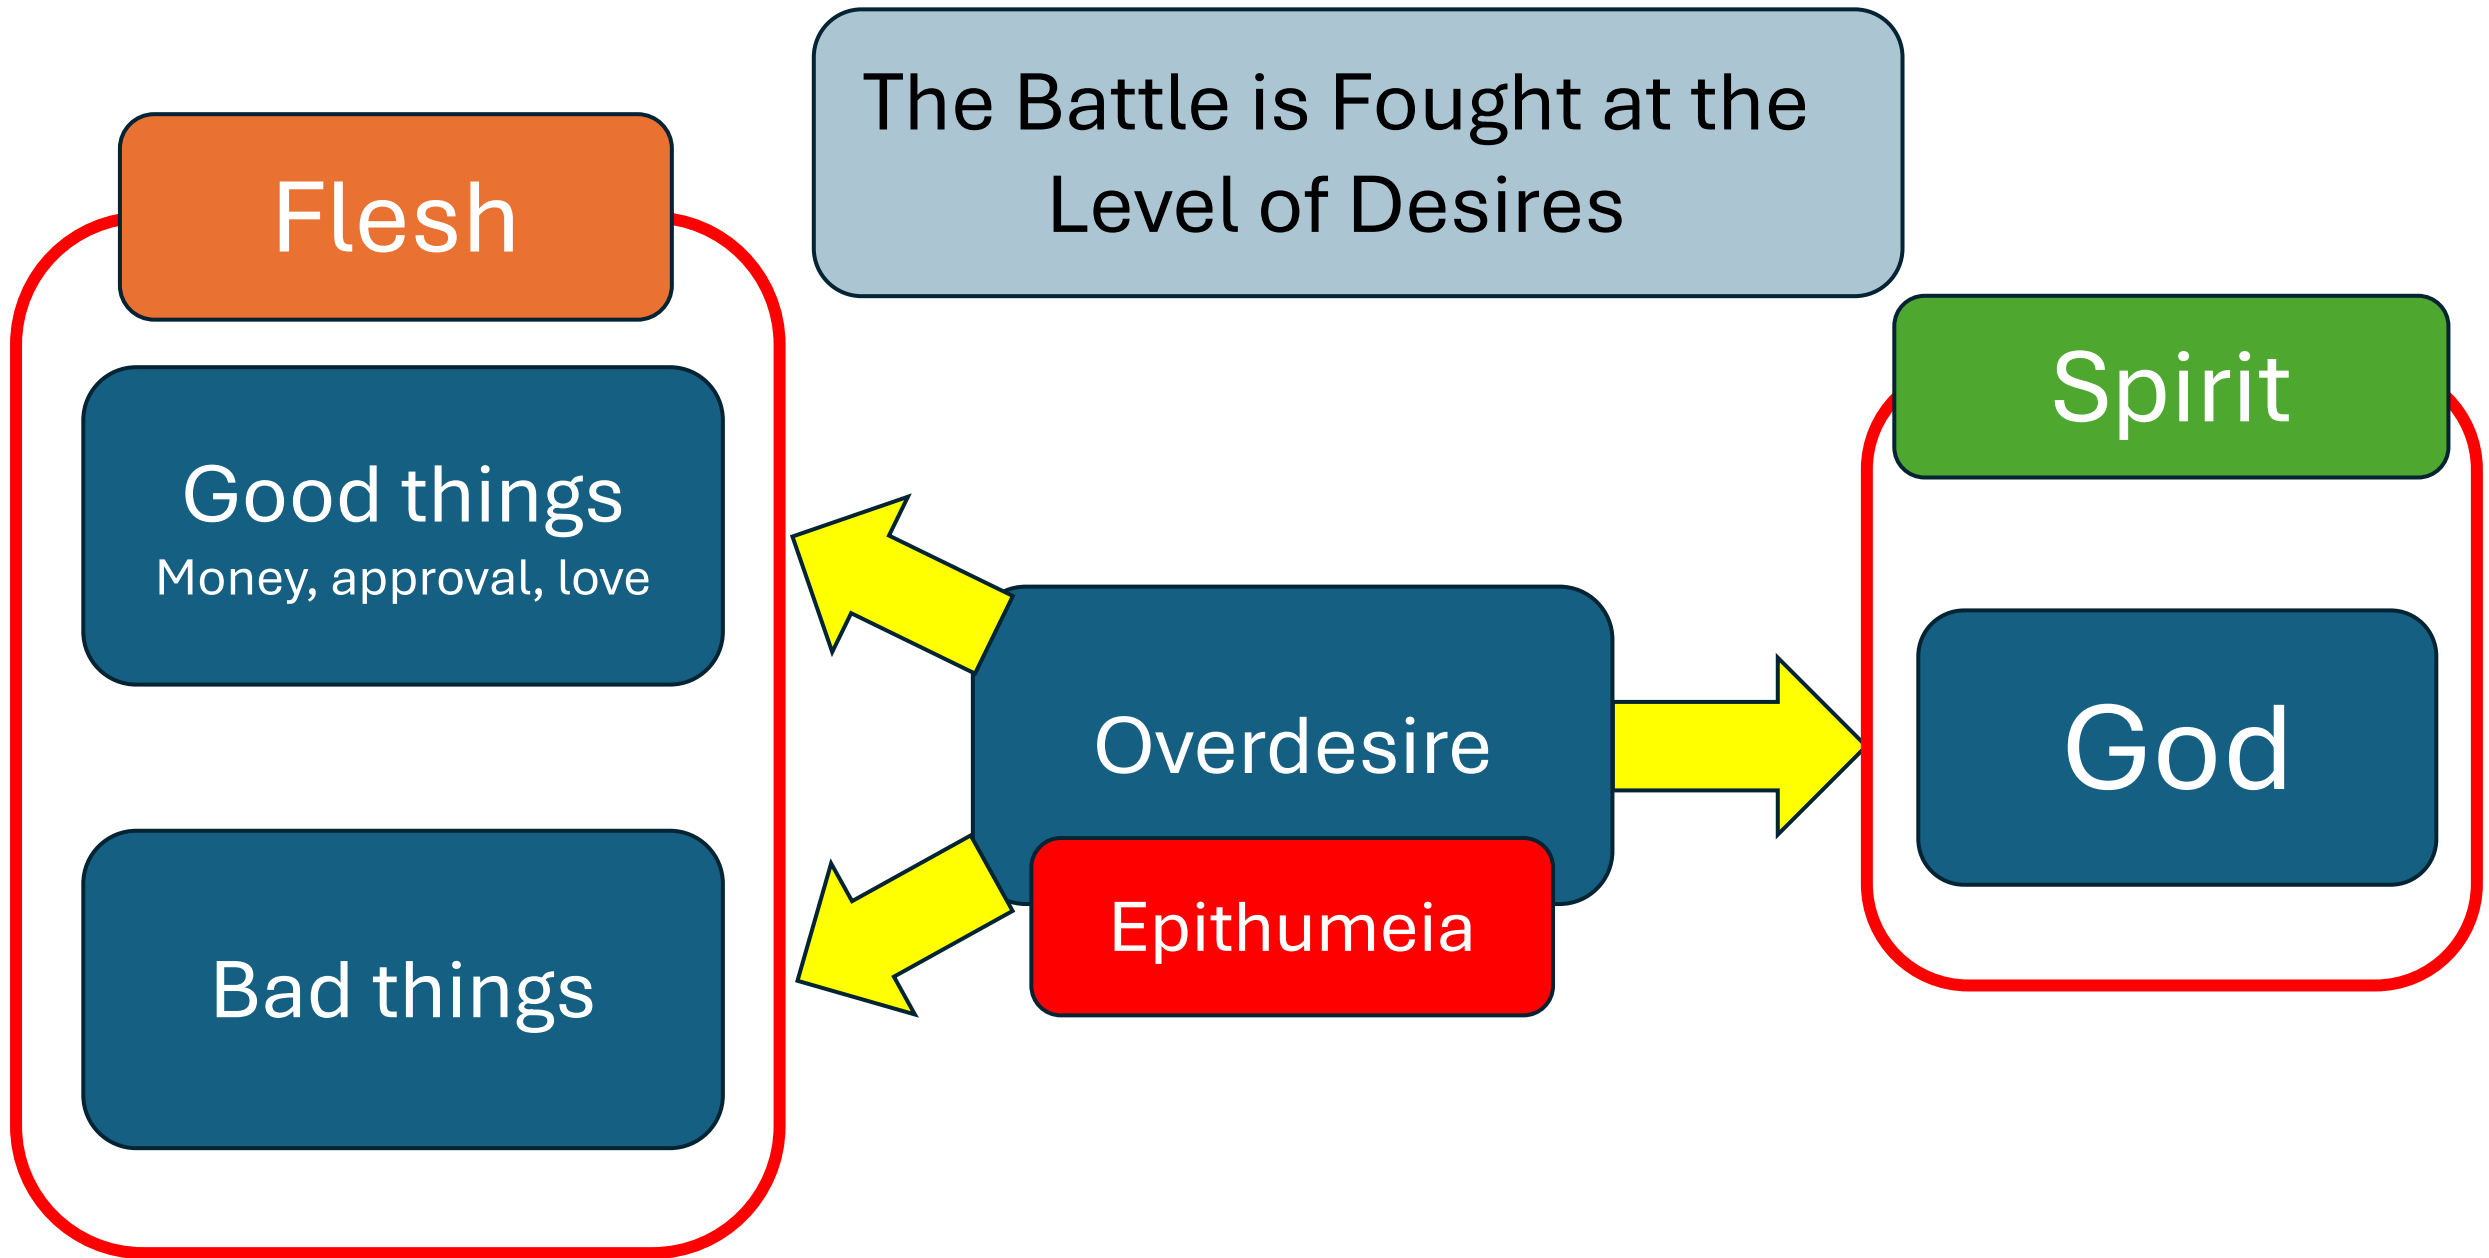 The Battle is Fought at the
Level of Desires
Flesh
Good things
Money, approval, love
Bad things
Overdesire
Epithumeia
Spirit
God